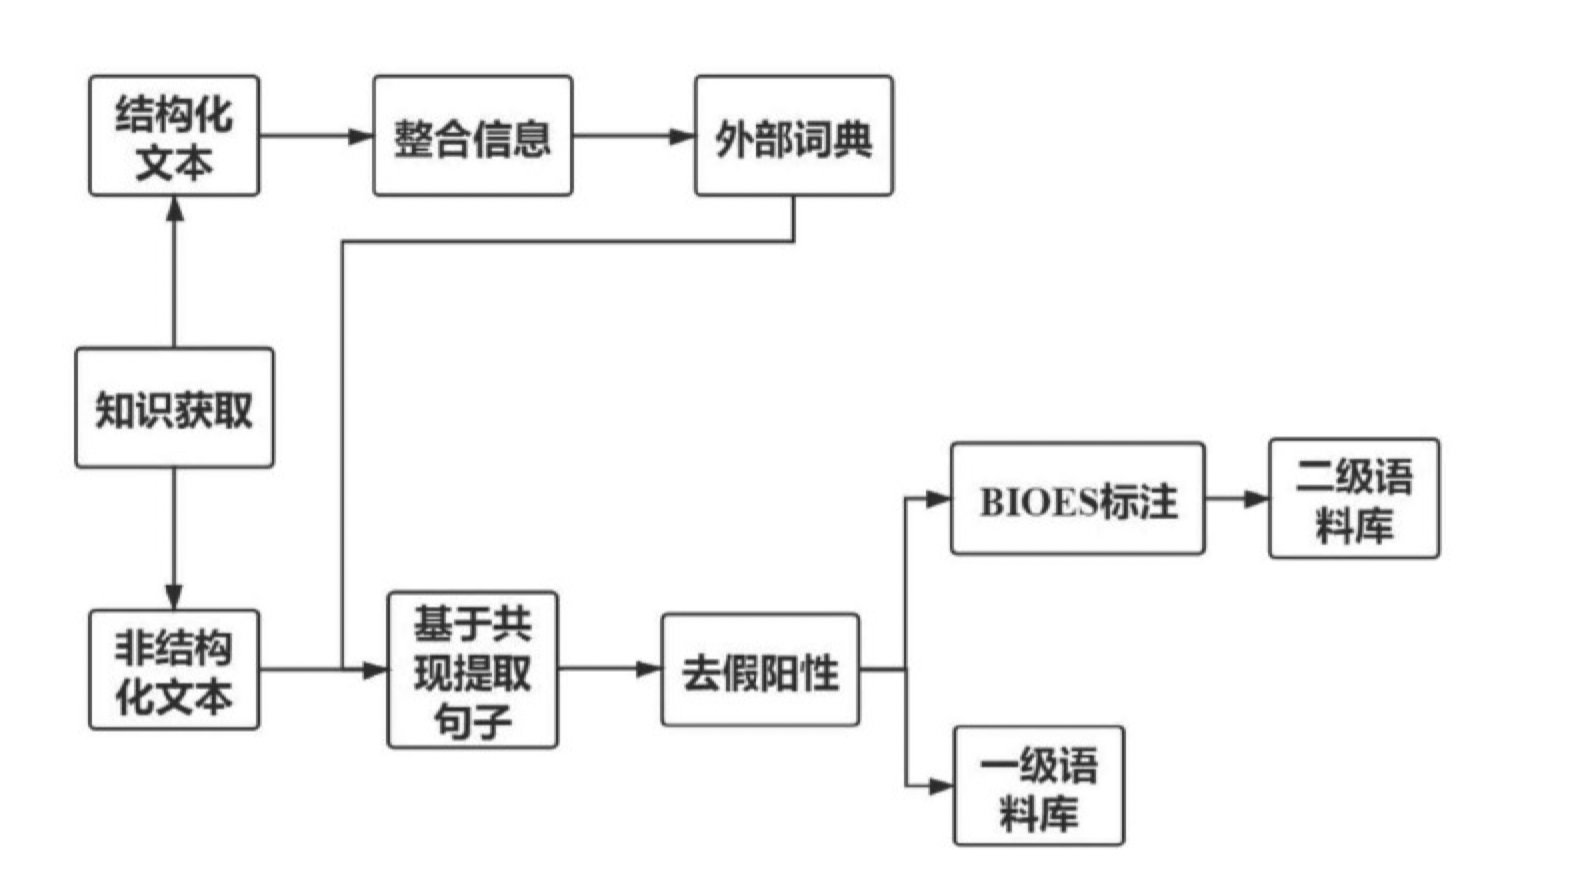 结构化
文本
整合信息
外部词典
知识获取
非结构
化文本
基于共
现提取
句子
去假阳性
BIOES标注
二级语
料库
一级语
料库